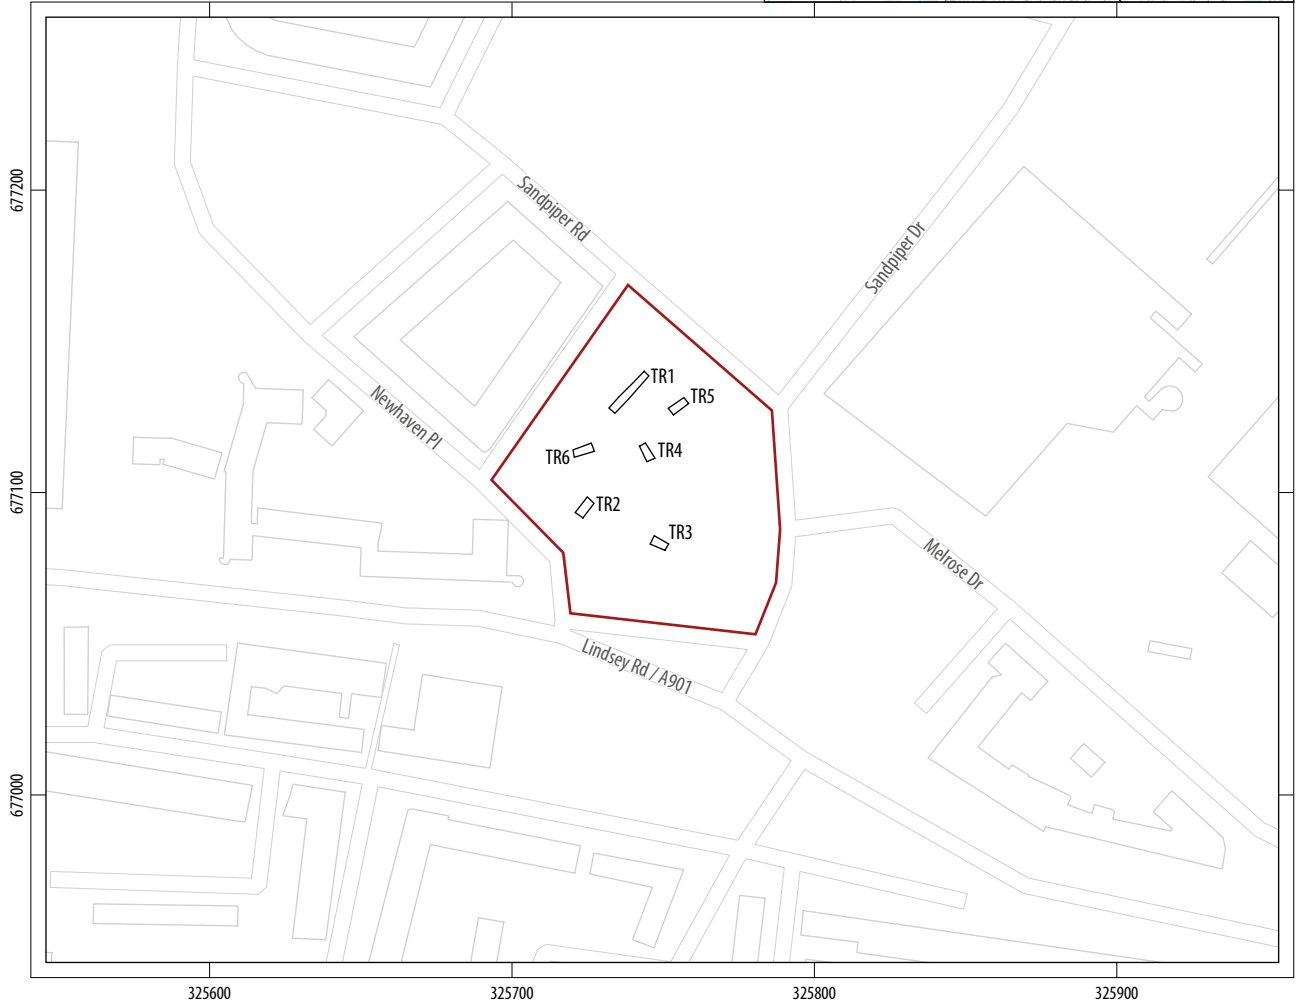 677200
Sandpiper Rd
Sandpiper Dr
TR1
TR5
Newhaven Pl
TR6
TR4
677100
TR2
TR3
Melrose Dr
Lindsey Rd / A901
677000
325600
325700
325800
325900